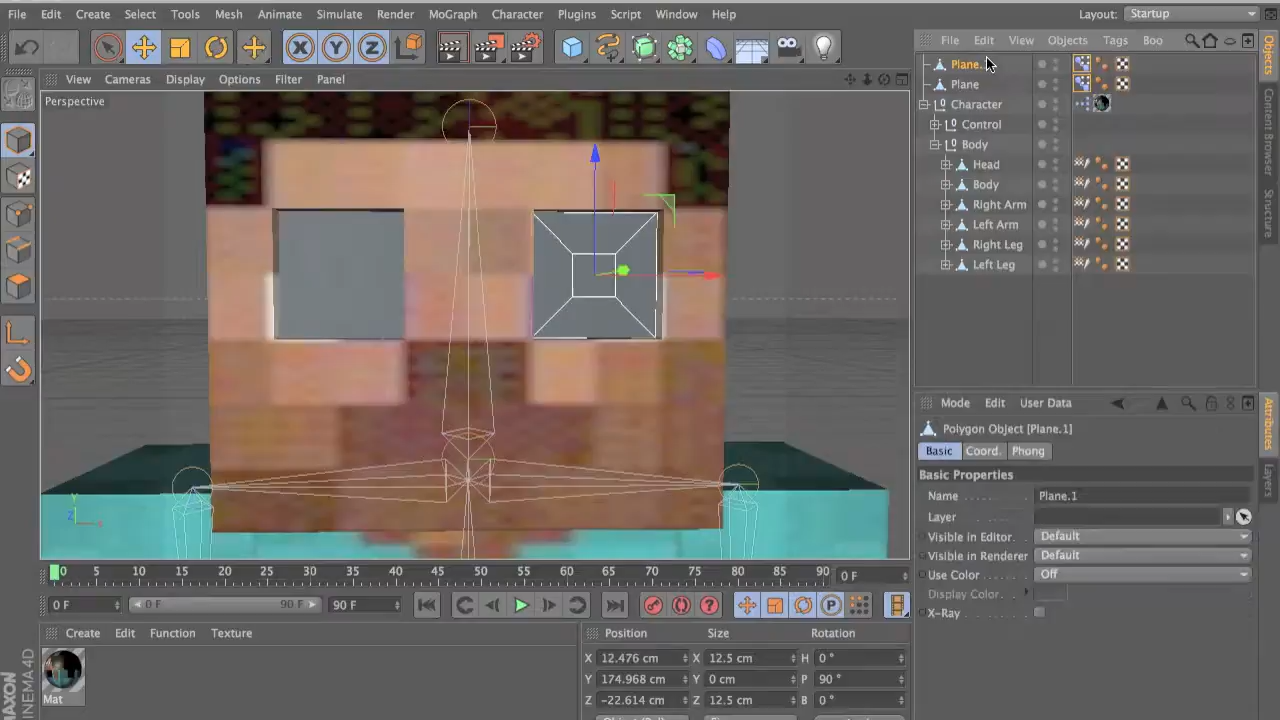 File Edit Create Select Tools Mesh Animate Simulate Render MoGraph Character Plugins Script Window Help
Layout: Startup
View Cameras Display Options Filter Panel
File Edit View Objects Tags Boo
Perspective
Plane.
Plane
Character
Control
Body
Head
Body
Right Arm
Left Arm
Right Leg
Left Leg
Objects
Content Browser
Structure
Attributes
Layers
Mode Edit User Data
Polygon Object [Plane.1]
Basic Coord. Phong
Basic Properties
Name Plane.1
Layer
Visible in Editor. Default
Visible in Renderer Default
Use Color Off
Display Color.
X-Ray
Y
Z
0 5 10 15 20 25 30 35 40 45 50 55 60 65 70 75 80 85 90 0 F
0 F 0 F 90 F 90 F
Create Edit Function Texture
Mat
Position Size Rotation
X 12.476 cm X 12.5 cm H 0 °
Y 174.968 cm Y 0 cm P 90 °
Z -22.614 cm Z 12.5 cm B 0 °
MAXON
CINEMA 4D